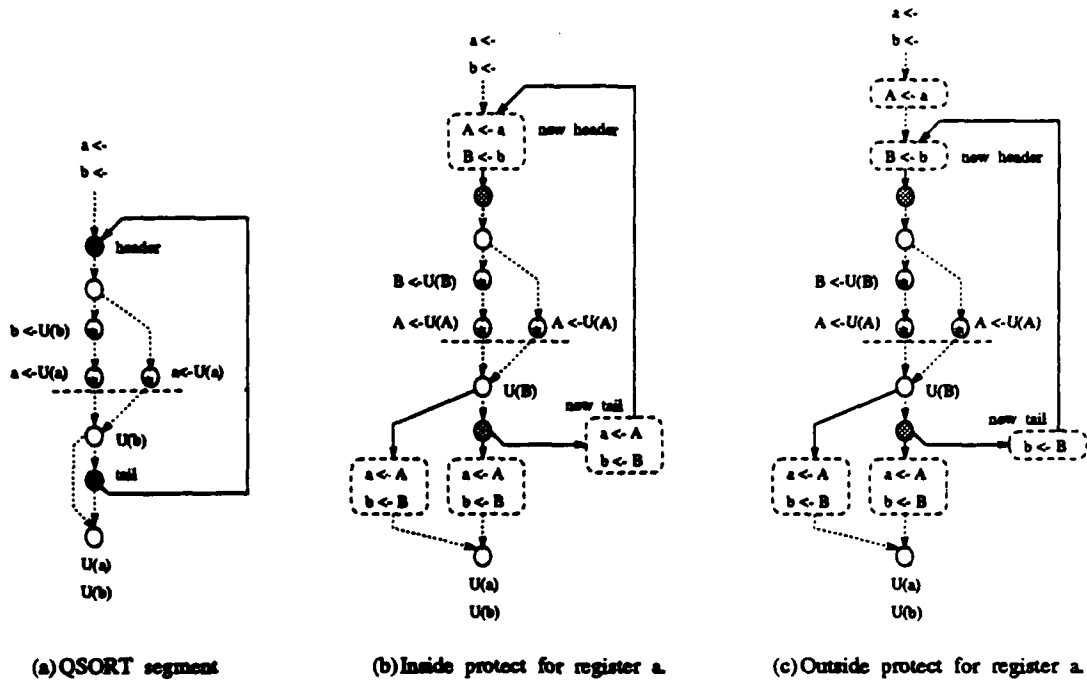 a <-
b <-
header
b <-U(b)
a <-U(a)
a<-U(a)
U(b)
tail
U(a)
U(b)
(a)QSORT segment
a <-
b <-
A <- a
B <- b
new header
B <-U(B)
A <-U(A)
A <-U(A)
U(B)
new tail
a <- A
b <- B
a <- A
b <- B
a <- A
b <- B
U(a)
U(b)
(b)Inside protect for register a.
a <-
b <-
A <- a
B <- b
new header
B <-U(B)
A <-U(A)
A <-U(A)
U(B)
new tail
b <- B
a <- A
b <- B
a <- A
b <- B
U(a)
U(b)
(c)Outside protect for register a.